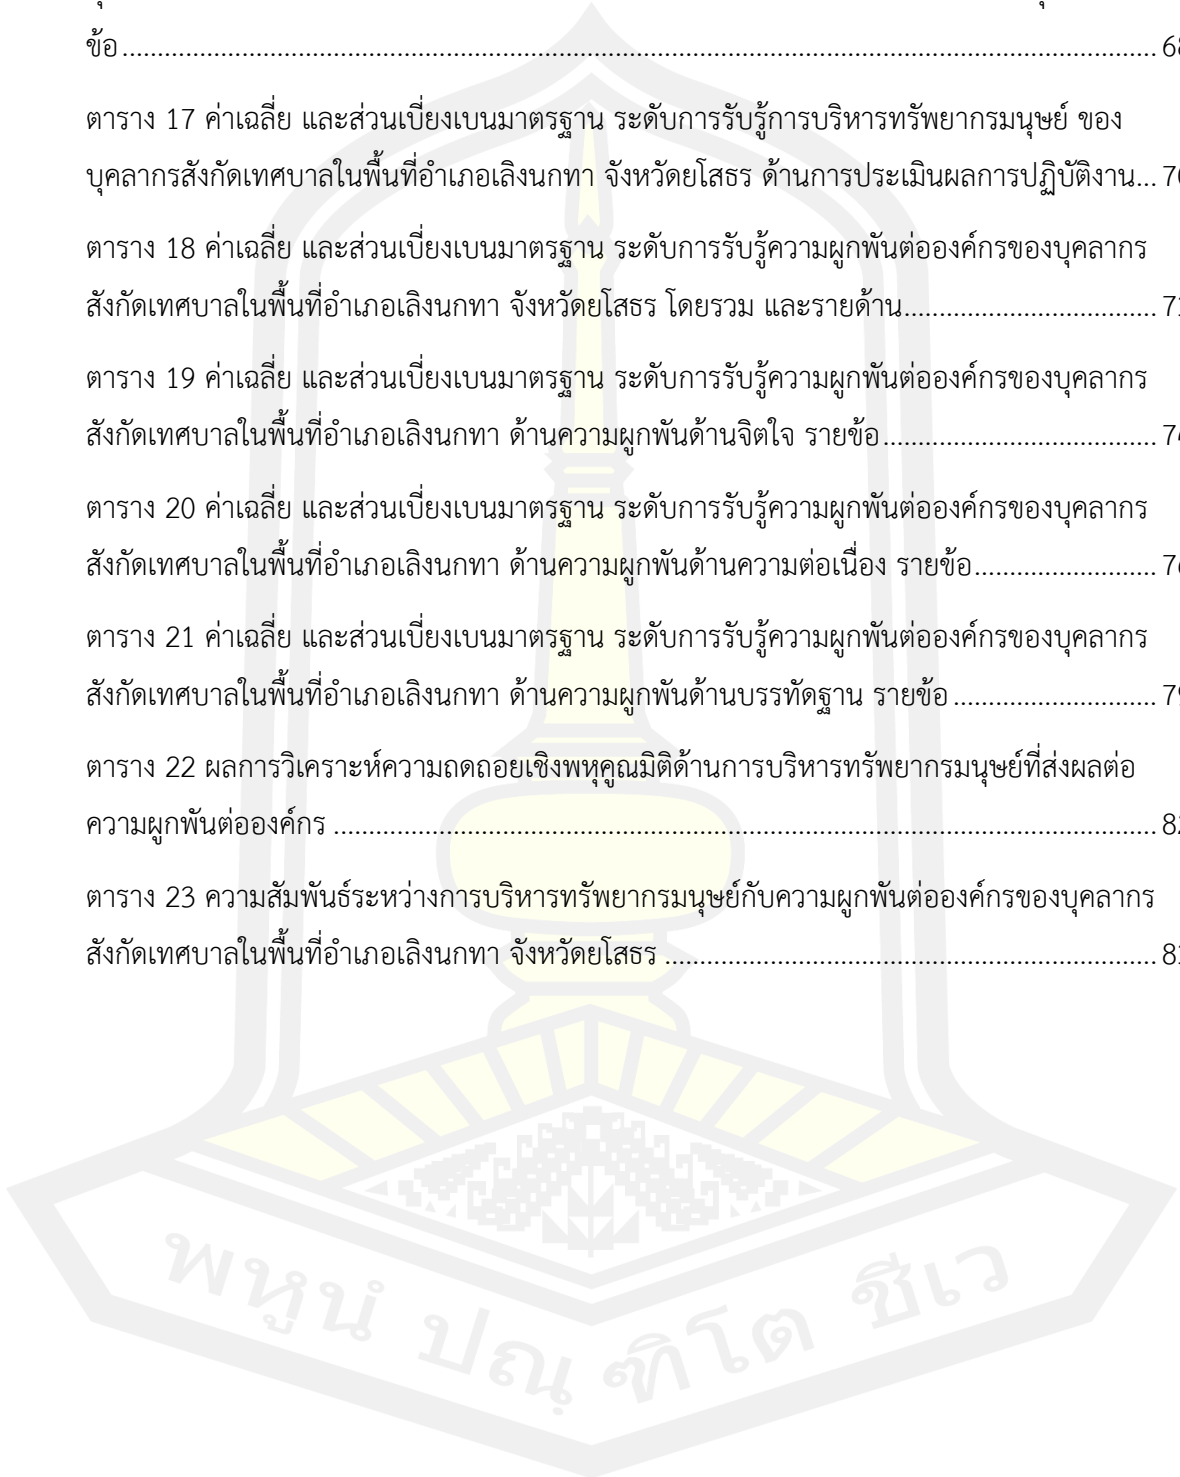 ข้อ ........................................................................ 68
ตาราง 17 ค่าเฉลี่ย และส่วนเบี่ยงเบนมาตรฐาน ระดับการรับรู้การบริหารทรัพยากรมนุษย์ ของ
บุคลากรสังกัดเทศบาลในพื้นที่อำเภอเลิงนกทา จังหวัดยโสธร ด้านการประเมินผลการปฏิบัติงาน... 70
ตาราง 18 ค่าเฉลี่ย และส่วนเบี่ยงเบนมาตรฐาน ระดับการรับรู้ความผูกพันต่อองค์กรของบุคลากร
สังกัดเทศบาลในพื้นที่อำเภอเลิงนกทา จังหวัดยโสธร โดยรวม และรายด้าน...................................
ตาราง 19 ค่าเฉลี่ย และส่วนเบี่ยงเบนมาตรฐาน ระดับการรับรู้ความผูกพันต่อองค์กรของบุคลากร
สังกัดเทศบาลในพื้นที่อำเภอเลิงนกทา ด้านความผูกพันด้านจิตใจ รายข้อ...................................... 74
ตาราง 20 ค่าเฉลี่ย และส่วนเบี่ยงเบนมาตรฐาน ระดับการรับรู้ความผูกพันต่อองค์กรของบุคลากร
สังกัดเทศบาลในพื้นที่อำเภอเลิงนกทา ด้านความผูกพันด้านความต่อเนื่อง รายข้อ......................... 76
ตาราง 21 ค่าเฉลี่ย และส่วนเบี่ยงเบนมาตรฐาน ระดับการรับรู้ความผูกพันต่อองค์กรของบุคลากร
สังกัดเทศบาลในพื้นที่อำเภอเลิงนกทา ด้านความผูกพันด้านบรรทัดฐาน รายข้อ ............................ 79
ตาราง 22 ผลการวิเคราะห์ความถดถอยเชิงพหุคูณมิติด้านการบริหารทรัพยากรมนุษย์ที่ส่งผลต่อ
ความผูกพันต่อองค์กร ........................................................................
ตาราง 23 ความสัมพันธ์ระหว่างการบริหารทรัพยากรมนุษย์กับความผูกพันต่อองค์กรของบุคลากร
สังกัดเทศบาลในพื้นที่อำเภอเลิงนกทา จังหวัดยโสธร ....................................................................
พหูนํ ปณฺฑิโต ชีเว